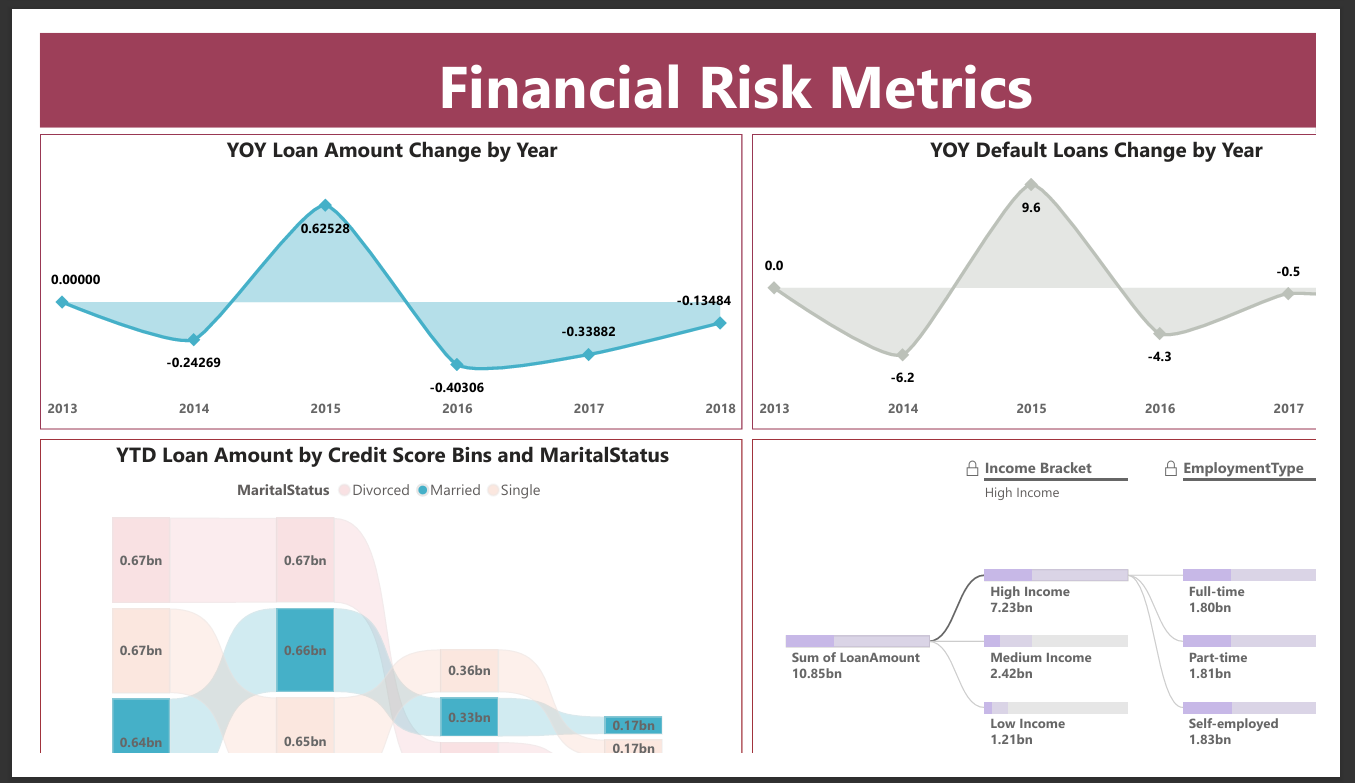 Financial Risk Metrics
YOY Loan Amount Change by Year
0.00000
-0.24269
0.62528
-0.40306
-0.33882
-0.13484
2013 2014 2015 2016 2017 2018
YOY Default Loans Change by Year
0.0
-6.2
9.6
-4.3
-0.5
2013 2014 2015 2016 2017
YTD Loan Amount by Credit Score Bins and MaritalStatus
MaritalStatus Divorced Married Single
0.67bn
0.67bn
0.64bn
0.67bn
0.66bn
0.65bn
0.36bn
0.33bn
0.17bn
0.17bn
Income Bracket
High Income
EmploymentType
Sum of LoanAmount
10.85bn
High Income
7.23bn
Medium Income
2.42bn
Low Income
1.21bn
Full-time
1.80bn
Part-time
1.81bn
Self-employed
1.83bn